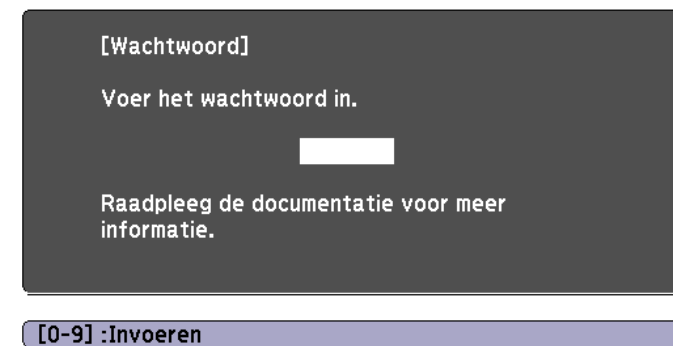 [Wachtwoord]
Voer het wachtwoord in.
Raadpleeg de documentatie voor meer
informatie.
[0-9] :Invoeren